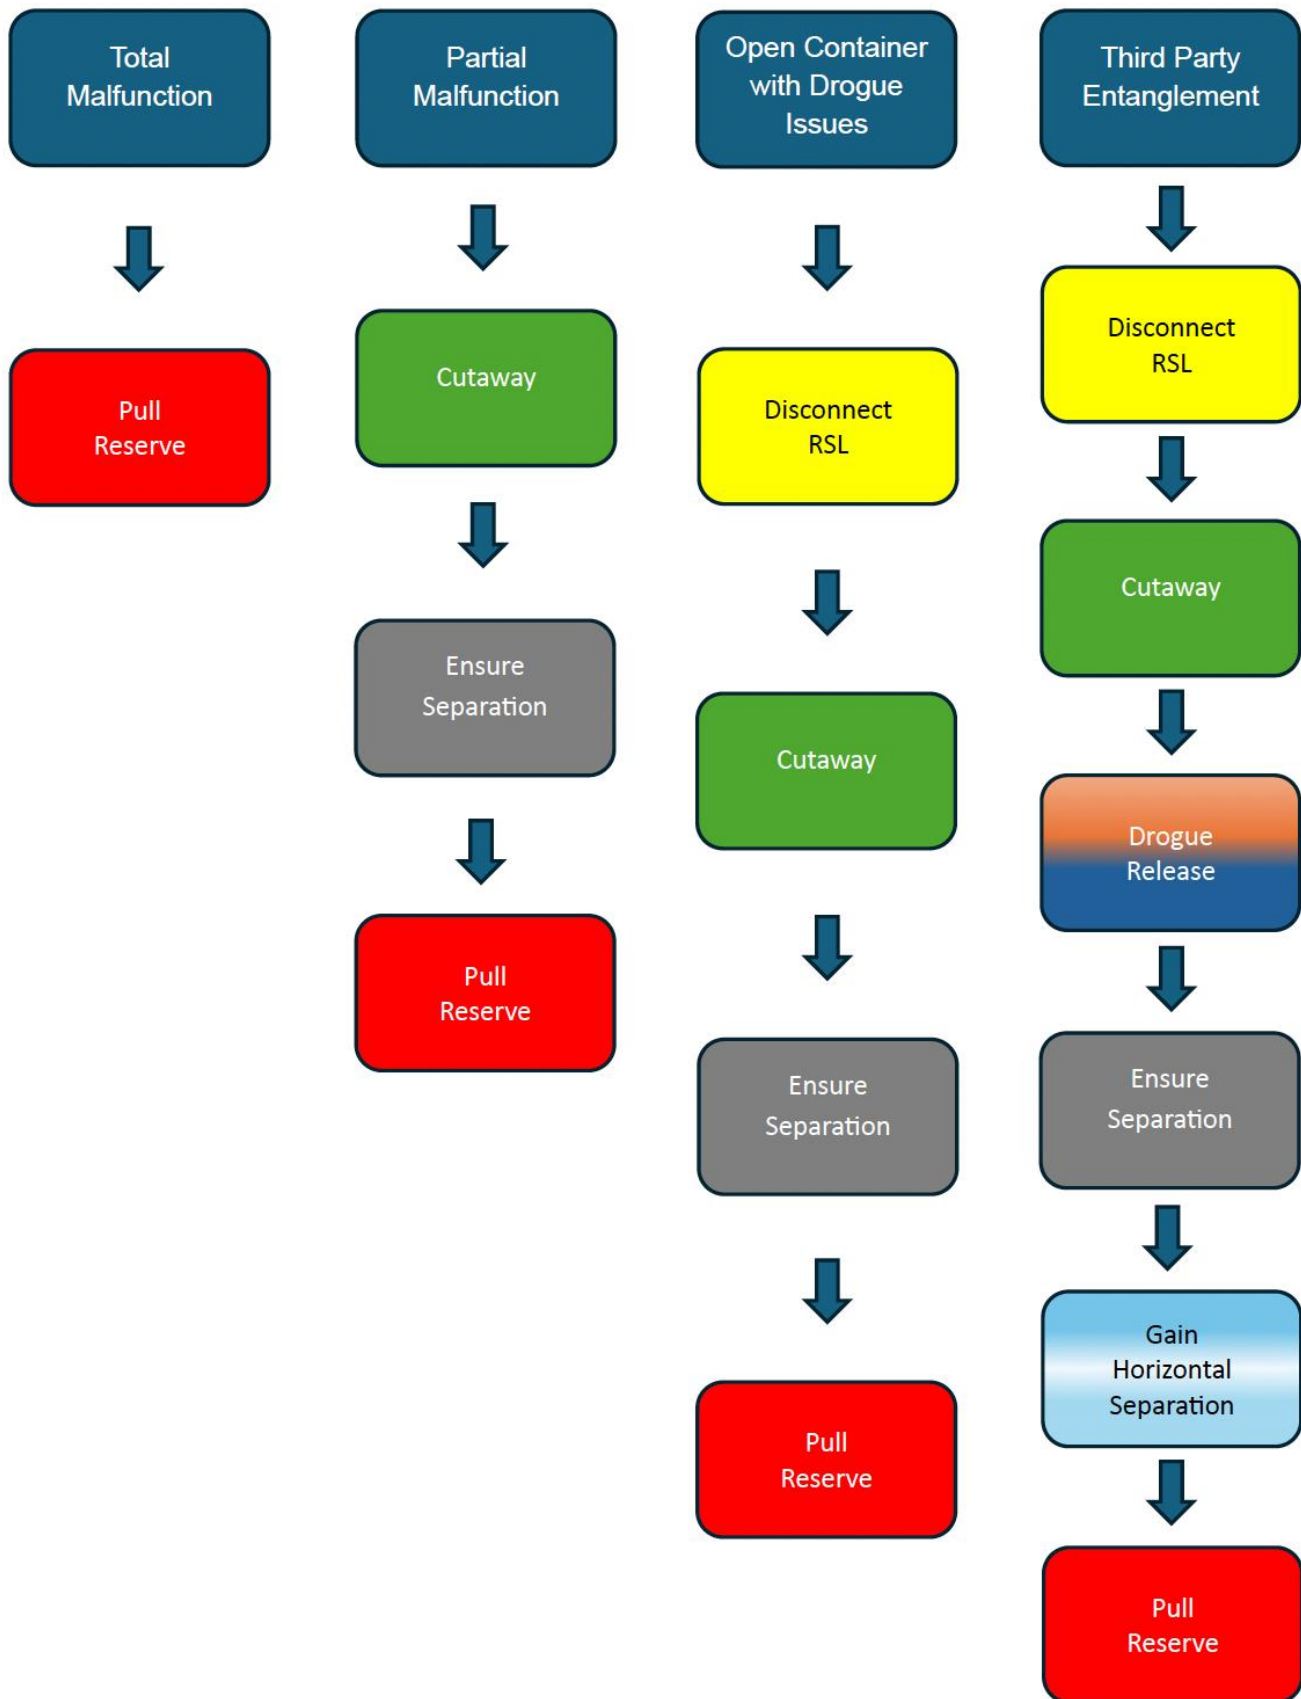 Total
Malfunction
Pull
Reserve
Partial
Malfunction
Cutaway
Ensure
Separation
Pull
Reserve
Open Container
with Drogue
Issues
Disconnect
RSL
Cutaway
Ensure
Separation
Pull
Reserve
Third Party
Entanglement
Disconnect
RSL
Cutaway
Drogue
Release
Ensure
Separation
Gain
Horizontal
Separation
Pull
Reserve